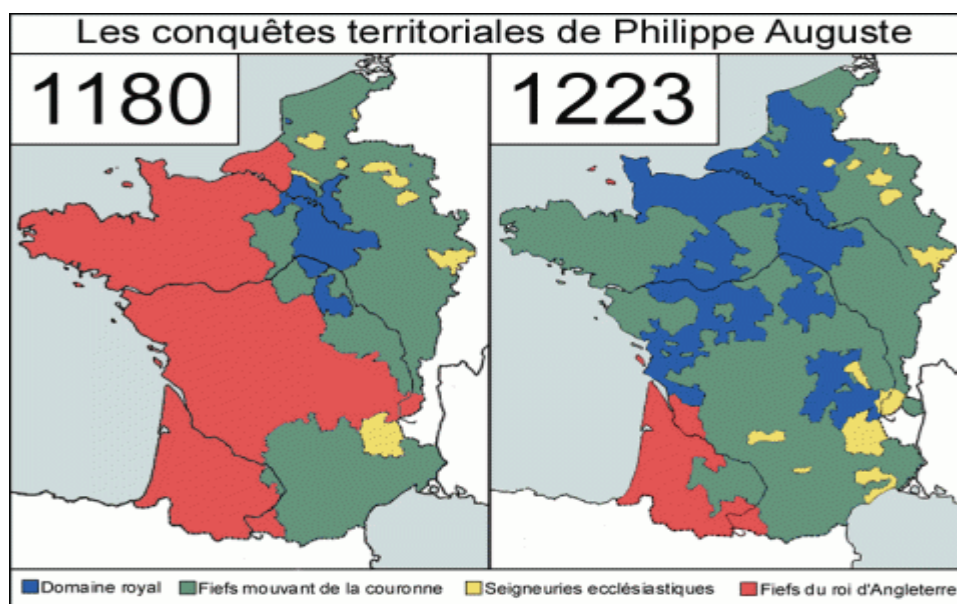 Les conquêtes territoriales de Philippe Auguste
1180
1223
Domaine royal Fiefs mouvant de la couronne Seigneuries ecclésiastiques Fiefs du roi d'Angleterre